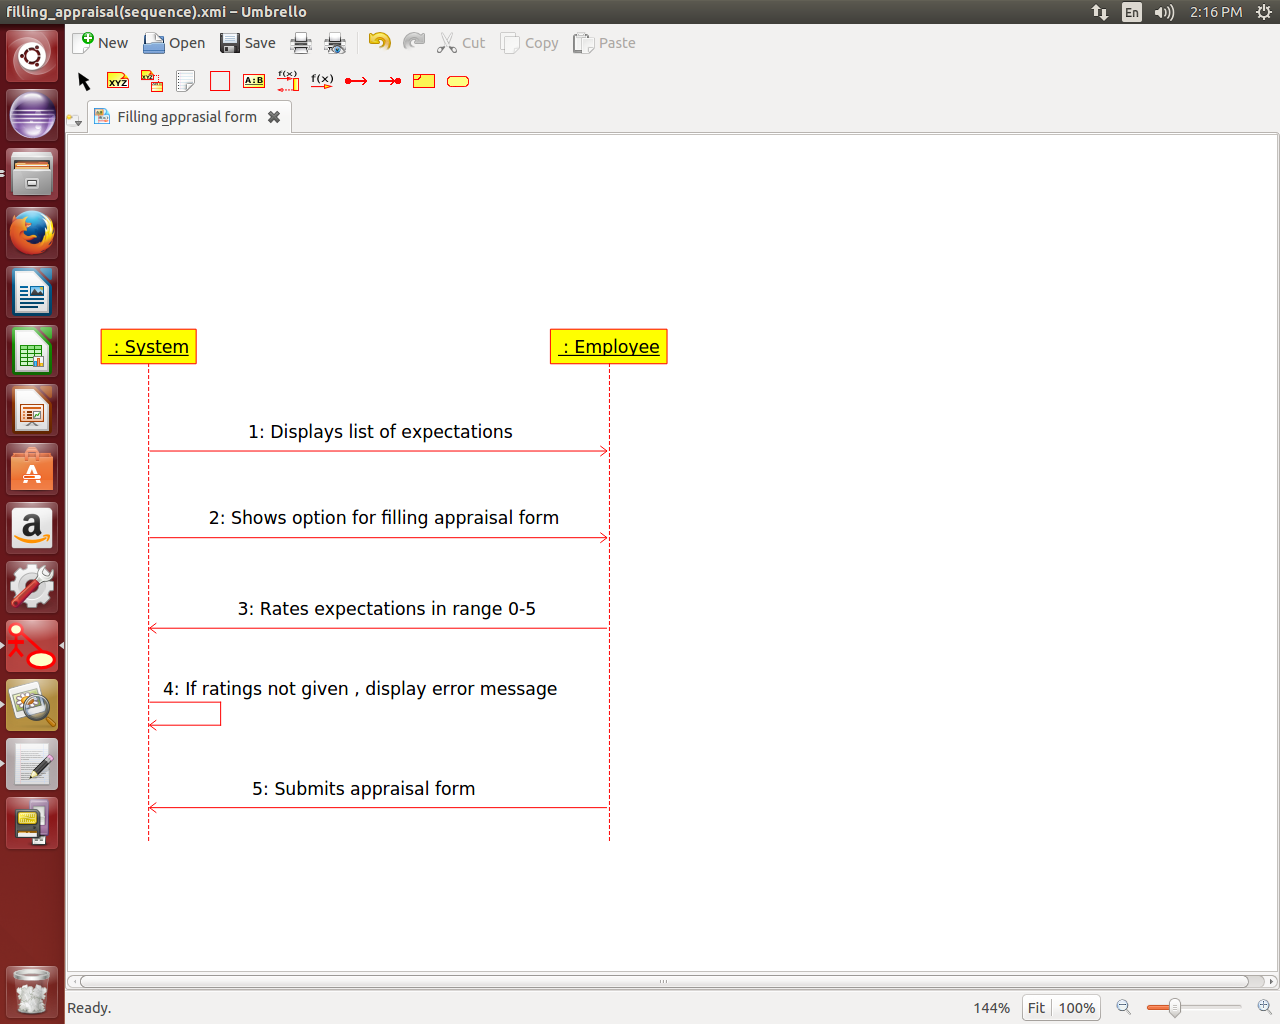 filling_appraisal(sequence).xmi – Umbrello
En
2:16 PM
New
Open
Save
Cut
Copy
Paste
XYZ
XYZ
A:B
f(x)
f(x)
Filling apprasial form
: System
: Employee
1: Displays list of expectations
2: Shows option for filling appraisal form
3: Rates expectations in range 0-5
4: If ratings not given , display error message
5: Submits appraisal form
Ready.
144%
Fit
100%